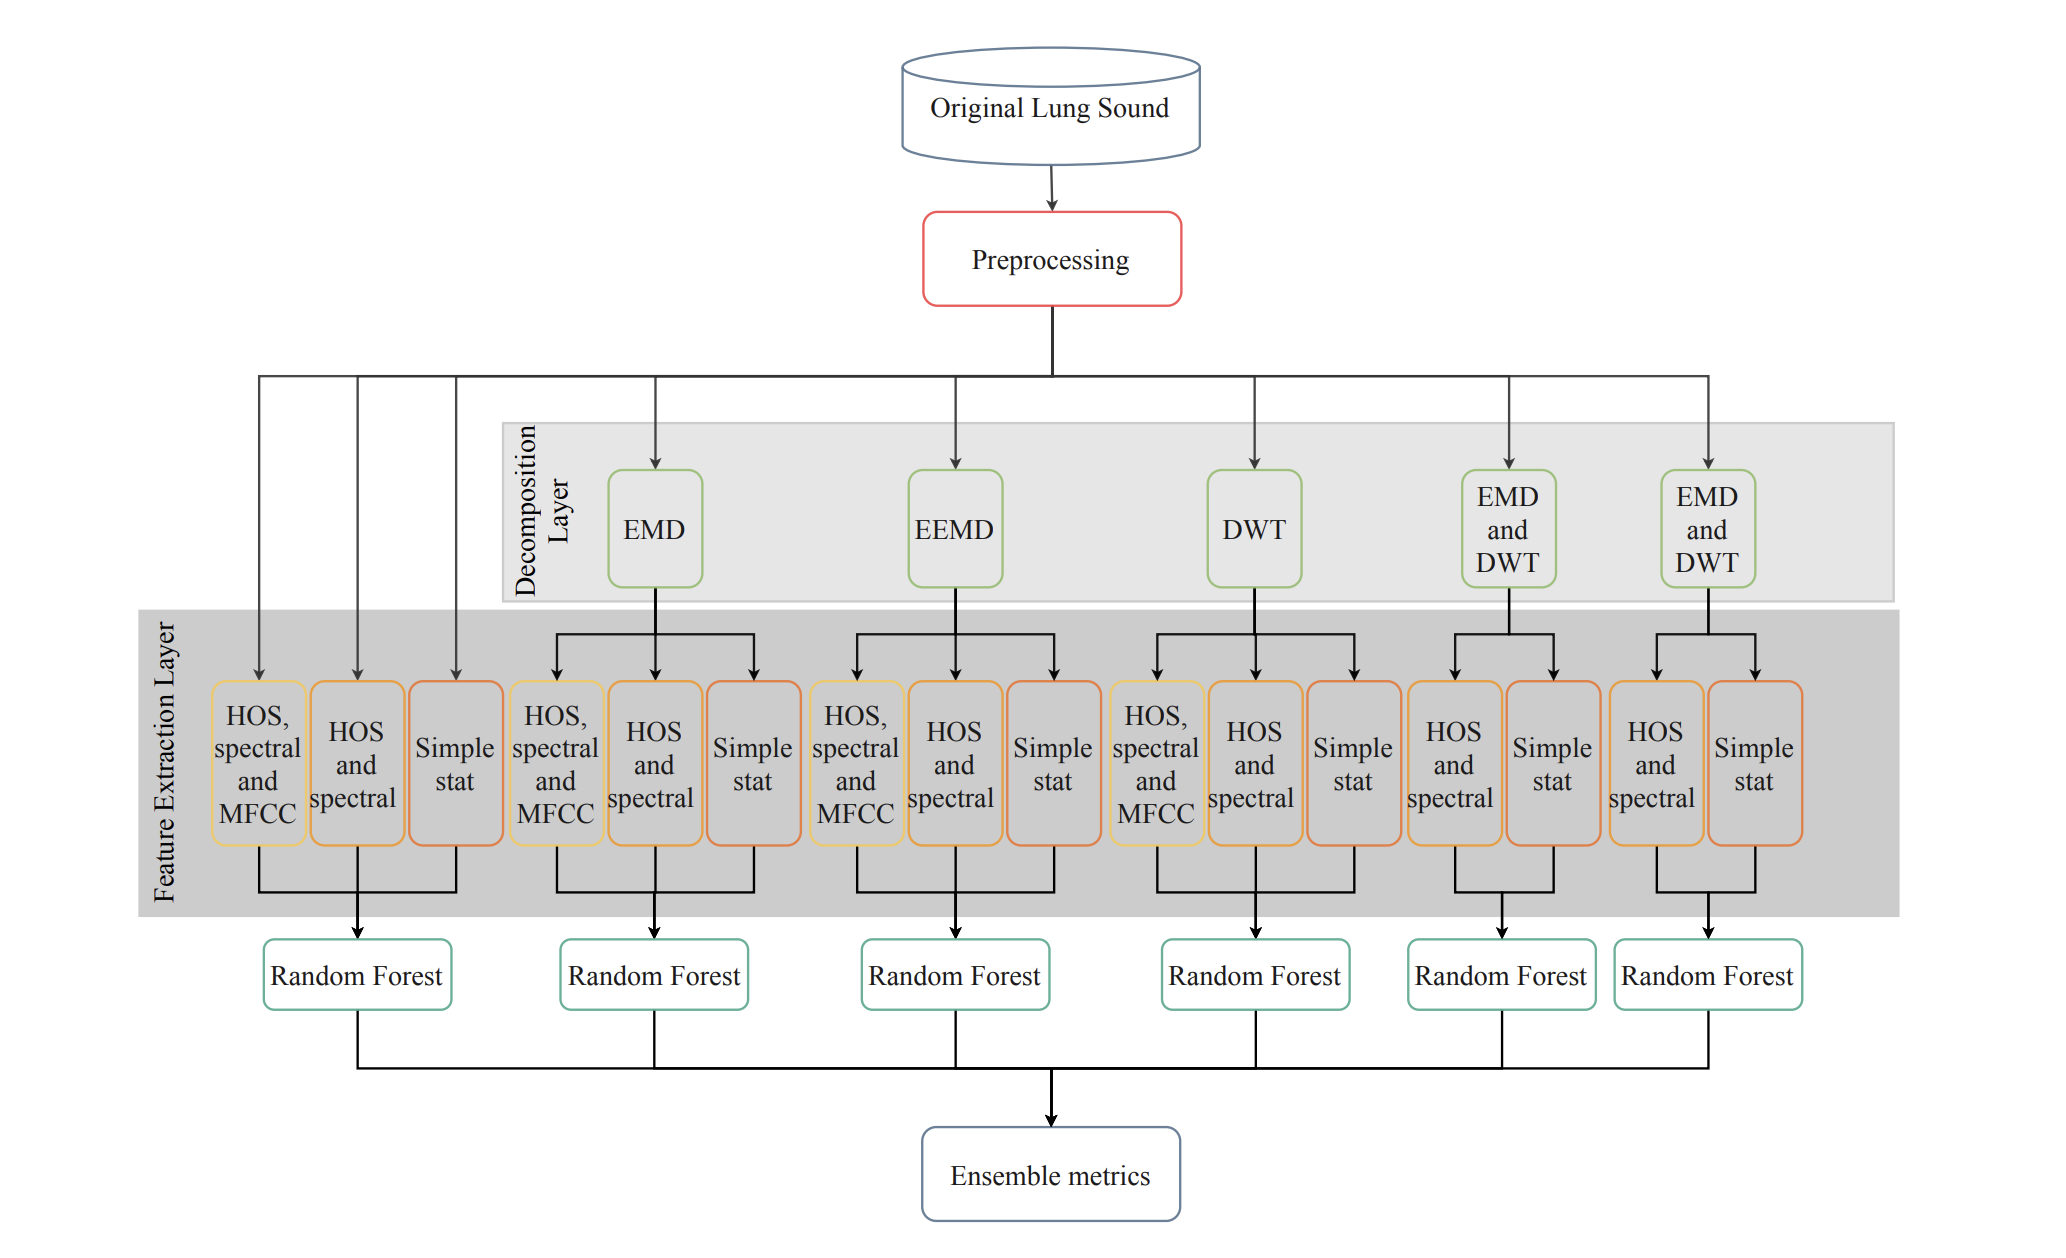 Original Lung Sound
Preprocessing
Decomposition
Layer
EMD
EEMD
DWT
EMD
and
DWT
EMD
and
DWT
Feature Extraction Layer
HOS,
spectral
and
MFCC
HOS
and
spectral
Simple
stat
HOS,
spectral
and
MFCC
HOS
and
spectral
Simple
stat
HOS,
spectral
and
MFCC
HOS
and
spectral
Simple
stat
HOS,
spectral
and
MFCC
HOS
and
spectral
Simple
stat
HOS
and
spectral
Simple
stat
HOS
and
spectral
Simple
stat
Random Forest
Random Forest
Random Forest
Random Forest
Random Forest
Random Forest
Ensemble metrics